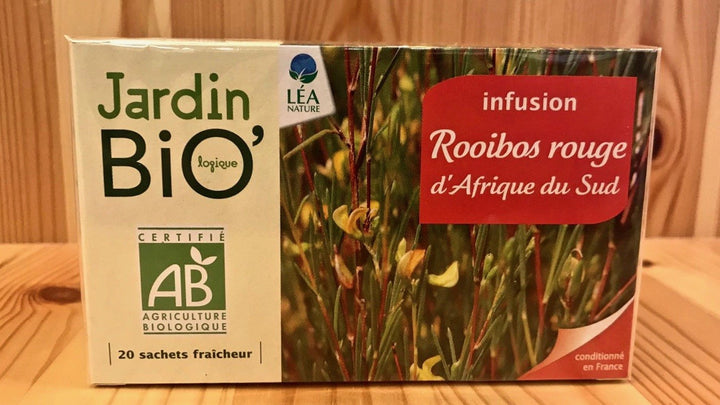 Jardin
BiO'
logique
LÉA
NATURE
infusion
Rooibos rouge
d'Afrique du Sud
CERTIFIÉ
AB
AGRICULTURE
BIOLOGIQUE
20 sachets fraîcheur
conditionné
en France